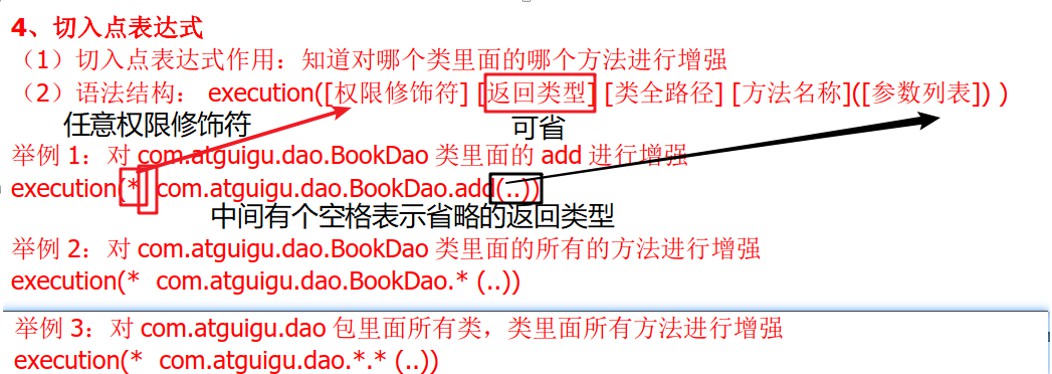 4、切入点表达式
（1）切入点表达式作用：知道对哪个类里面的哪个方法进行增强
（2）语法结构： execution([权限修饰符] [返回类型] [类全路径] [方法名称]([参数列表]) )
任意权限修饰符 可省
举例 1：对 com.atguigu.dao.BookDao 类里面的 add 进行增强
execution(* com.atguigu.dao.BookDao.add(..))
中间有个空格表示省略的返回类型
举例 2：对 com.atguigu.dao.BookDao 类里面的所有的方法进行增强
execution(* com.atguigu.dao.BookDao.* (..))
举例 3：对 com.atguigu.dao 包里面所有类，类里面所有方法进行增强
execution(* com.atguigu.dao.*.* (..))